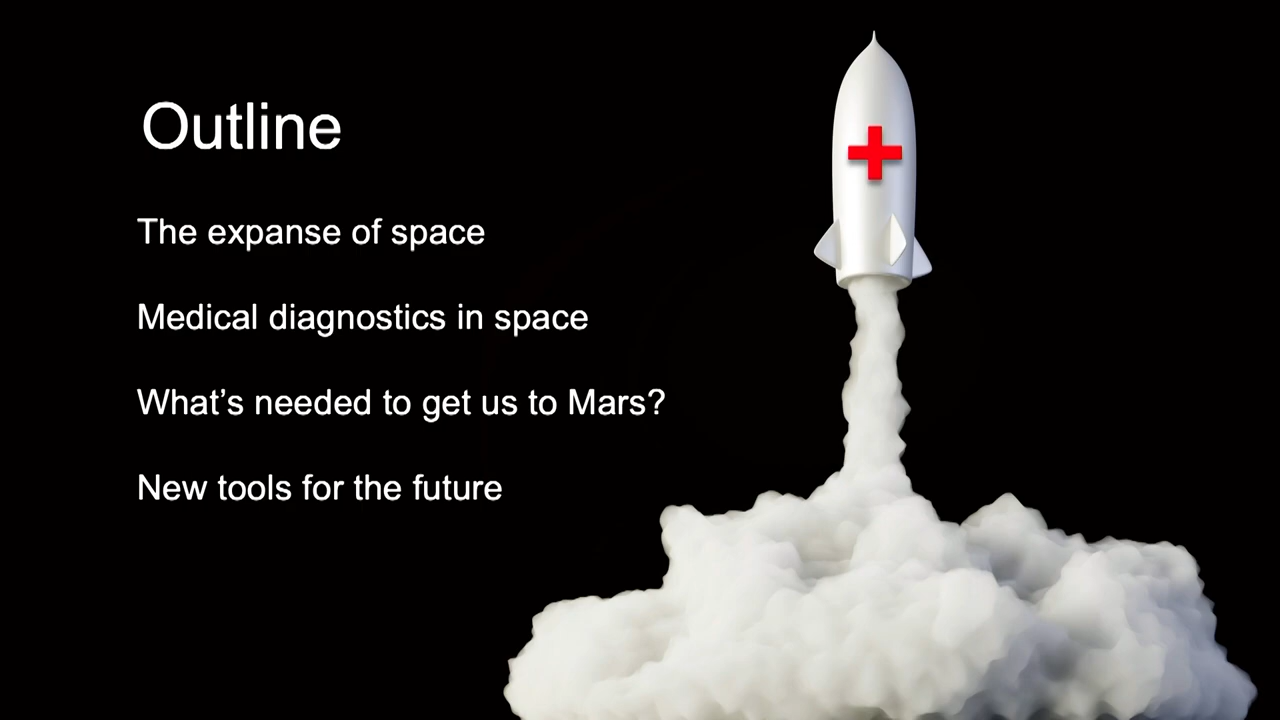 Outline
The expanse of space
Medical diagnostics in space
What’s needed to get us to Mars?
New tools for the future